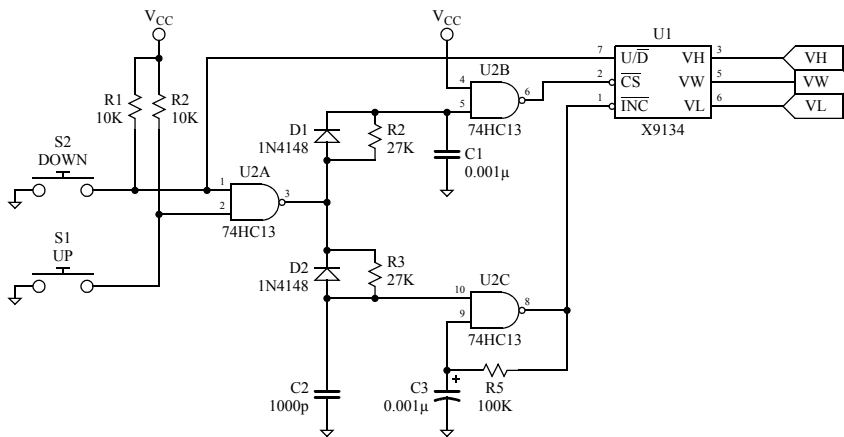 VCC
VCC
U1
7
U/D
VH
3
VH
2
CS
VW
5
VW
1
INC
VL
6
VL
X9134
R1
10K
R2
10K
U2B
4
5
6
74HC13
D1
1N4148
R2
27K
C1
0.001µ
S2
DOWN
U2A
1
2
3
74HC13
S1
UP
D2
1N4148
R3
27K
U2C
10
9
8
74HC13
C2
1000p
C3
0.001µ
+
R5
100K